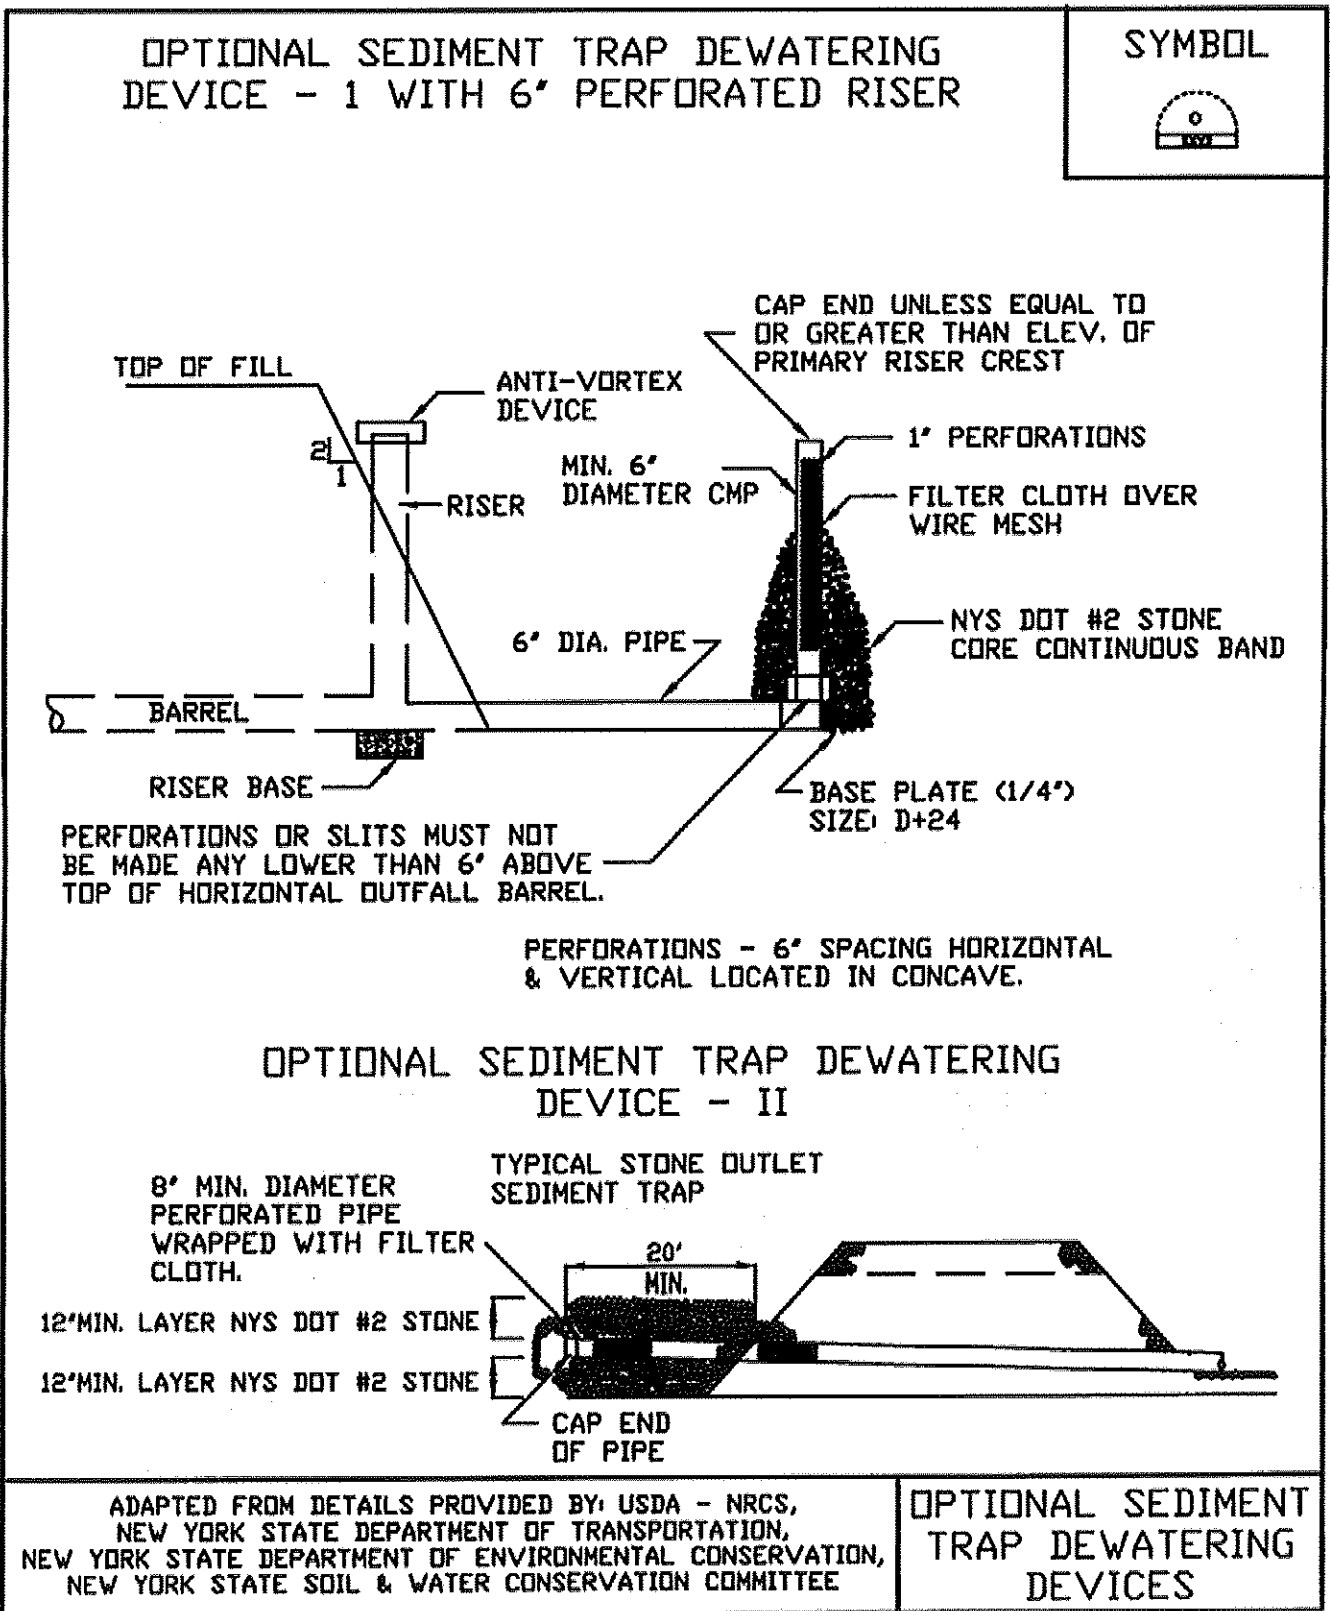 OPTIONAL SEDIMENT TRAP DEWATERING
DEVICE - 1 WITH 6" PERFORATED RISER
SYMBOL
CAP END UNLESS EQUAL TO
OR GREATER THAN ELEV. OF
PRIMARY RISER CREST
TOP OF FILL
ANTI-VORTEX
DEVICE
2
1
RISER
MIN. 6"
DIAMETER CMP
1" PERFORATIONS
FILTER CLOTH OVER
WIRE MESH
NYS DOT #2 STONE
CORE CONTINUOUS BAND
6" DIA. PIPE
BARREL
RISER BASE
BASE PLATE (1/4")
SIZE: D+24
PERFORATIONS OR SLITS MUST NOT
BE MADE ANY LOWER THAN 6" ABOVE
TOP OF HORIZONTAL OUTFALL BARREL.
PERFORATIONS - 6" SPACING HORIZONTAL
& VERTICAL LOCATED IN CONCAVE.
OPTIONAL SEDIMENT TRAP DEWATERING
DEVICE - II
TYPICAL STONE OUTLET
SEDIMENT TRAP
8" MIN. DIAMETER
PERFORATED PIPE
WRAPPED WITH FILTER
CLOTH.
20'
MIN.
12"MIN. LAYER NYS DOT #2 STONE
12"MIN. LAYER NYS DOT #2 STONE
CAP END
OF PIPE
ADAPTED FROM DETAILS PROVIDED BY: USDA - NRCS,
NEW YORK STATE DEPARTMENT OF TRANSPORTATION,
NEW YORK STATE DEPARTMENT OF ENVIRONMENTAL CONSERVATION,
NEW YORK STATE SOIL & WATER CONSERVATION COMMITTEE
OPTIONAL SEDIMENT
TRAP DEWATERING
DEVICES